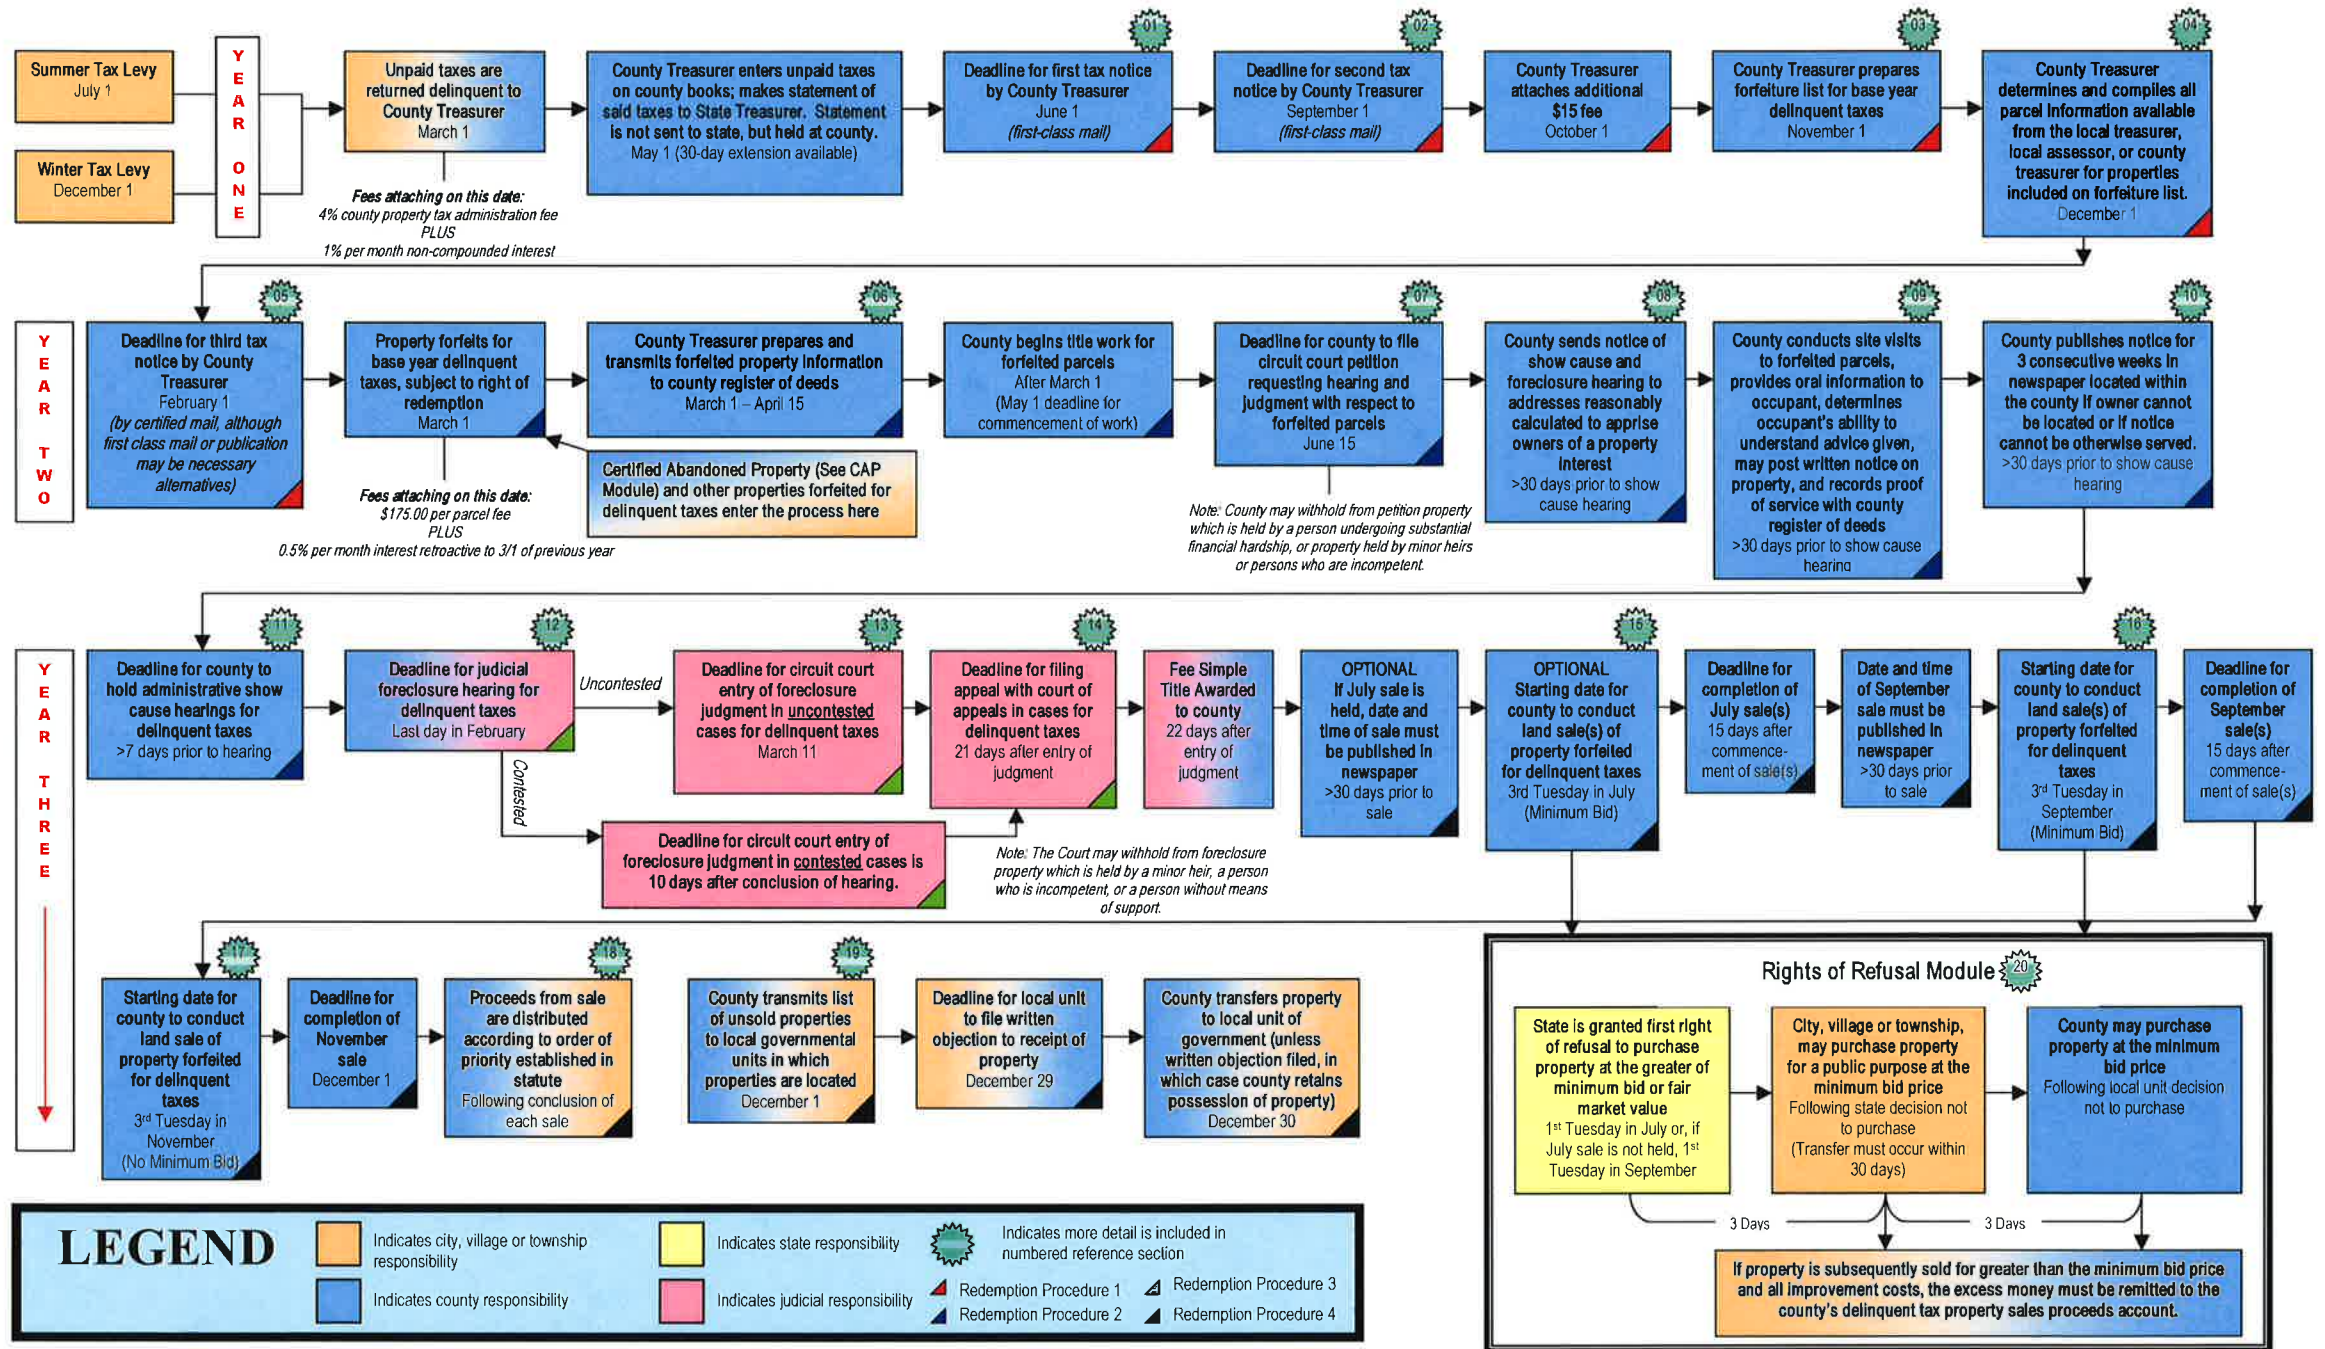 Summer Tax Levy
July 1
Winter Tax Levy
December 1
YEAR ONE
Unpaid taxes are
returned delinquent to
County Treasurer
March 1
Fees attaching on this date:
4% county property tax administration fee
PLUS
1% per month non-compounded interest
County Treasurer enters unpaid taxes
on county books; makes statement of
said taxes to State Treasurer. Statement
is not sent to state, but held at county.
May 1 (30-day extension available)
01
Deadline for first tax notice
by County Treasurer
June 1
(first-class mail)
02
Deadline for second tax
notice by County Treasurer
September 1
(first-class mail)
County Treasurer
attaches additional
$15 fee
October 1
03
County Treasurer prepares
forfeiture list for base year
delinquent taxes
November 1
04
County Treasurer
determines and compiles all
parcel information available
from the local treasurer,
local assessor, or county
treasurer for properties
included on forfeiture list.
December 1
YEAR TWO
05
Deadline for third tax
notice by County
Treasurer
February 1
(by certified mail, although
first class mail or publication
may be necessary
alternatives)
Property forfeits for
base year delinquent
taxes, subject to right of
redemption
March 1
Fees attaching on this date:
$175.00 per parcel fee
PLUS
0.5% per month interest retroactive to 3/1 of previous year
06
County Treasurer prepares and
transmits forfeited property information
to county register of deeds
March 1 – April 15
Certified Abandoned Property (See CAP
Module) and other properties forfeited for
delinquent taxes enter the process here
County begins title work for
forfeited parcels
After March 1
(May 1 deadline for
commencement of work)
07
Deadline for county to file
circuit court petition
requesting hearing and
judgment with respect to
forfeited parcels
June 15
Note: County may withhold from petition property
which is held by a person undergoing substantial
financial hardship, or property held by minor heirs
or persons who are incompetent.
08
County sends notice of
show cause and
foreclosure hearing to
addresses reasonably
calculated to apprise
owners of a property
interest
>30 days prior to show
cause hearing
09
County conducts site visits
to forfeited parcels,
provides oral information to
occupant, determines
occupant's ability to
understand advice given,
may post written notice on
property, and records proof
of service with county
register of deeds
>30 days prior to show cause
hearing
10
County publishes notice for
3 consecutive weeks in
newspaper located within
the county if owner cannot
be located or if notice
cannot be otherwise served.
>30 days prior to show cause
hearing
YEAR THREE
11
Deadline for county to
hold administrative show
cause hearings for
delinquent taxes
>7 days prior to hearing
12
Deadline for judicial
foreclosure hearing for
delinquent taxes
Last day in February
Uncontested
Contested
13
Deadline for circuit court
entry of foreclosure
judgment in uncontested
cases for delinquent taxes
March 11
Deadline for circuit court entry of
foreclosure judgment in contested cases is
10 days after conclusion of hearing.
14
Deadline for filing
appeal with court of
appeals in cases for
delinquent taxes
21 days after entry of
judgment
Note: The Court may withhold from foreclosure
property which is held by a minor heir, a person
who is incompetent, or a person without means
of support.
Fee Simple
Title Awarded
to county
22 days after
entry of
judgment
OPTIONAL
If July sale is
held, date and
time of sale must
be published in
newspaper
>30 days prior to
sale
15
OPTIONAL
Starting date for
county to conduct
land sale(s) of
property forfeited
for delinquent taxes
3rd Tuesday in July
(Minimum Bid)
Deadline for
completion of
July sale(s)
15 days after
commence-
ment of sale(s)
Date and time
of September
sale must be
published in
newspaper
>30 days prior
to sale
16
Starting date for
county to conduct
land sale(s) of
property forfeited
for delinquent
taxes
3rd Tuesday in
September
(Minimum Bid)
Deadline for
completion of
September
sale(s)
15 days after
commence-
ment of sale(s)
17
Starting date for
county to conduct
land sale of
property forfeited
for delinquent
taxes
3rd Tuesday in
November
(No Minimum Bid)
Deadline for
completion of
November
sale
December 1
18
Proceeds from sale
are distributed
according to order of
priority established in
statute
Following conclusion of
each sale
19
County transmits list
of unsold properties
to local governmental
units in which
properties are located
December 1
Deadline for local unit
to file written
objection to receipt of
property
December 29
County transfers property
to local unit of
government (unless
written objection filed, in
which case county retains
possession of property)
December 30
Rights of Refusal Module 20
State is granted first right
of refusal to purchase
property at the greater of
minimum bid or fair
market value
1st Tuesday in July or, if
July sale is not held, 1st
Tuesday in September
City, village or township,
may purchase property
for a public purpose at the
minimum bid price
Following state decision not
to purchase
(Transfer must occur within
30 days)
County may purchase
property at the minimum
bid price
Following local unit decision
not to purchase
3 Days
3 Days
If property is subsequently sold for greater than the minimum bid price
and all improvement costs, the excess money must be remitted to the
county's delinquent tax property sales proceeds account.
LEGEND
Indicates city, village or township
responsibility
Indicates county responsibility
Indicates state responsibility
Indicates judicial responsibility
Indicates more detail is included in
numbered reference section
Redemption Procedure 1
Redemption Procedure 2
Redemption Procedure 3
Redemption Procedure 4